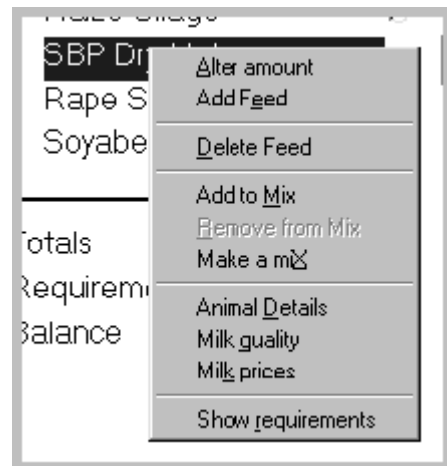 SBP
Rape S
Soyabe
Totals
Requirem
Balance
Alter amount
Add Feed
Delete Feed
Add to Mix
Remove from Mix
Make a miX
Animal Details
Milk quality
Milk prices
Show requirements